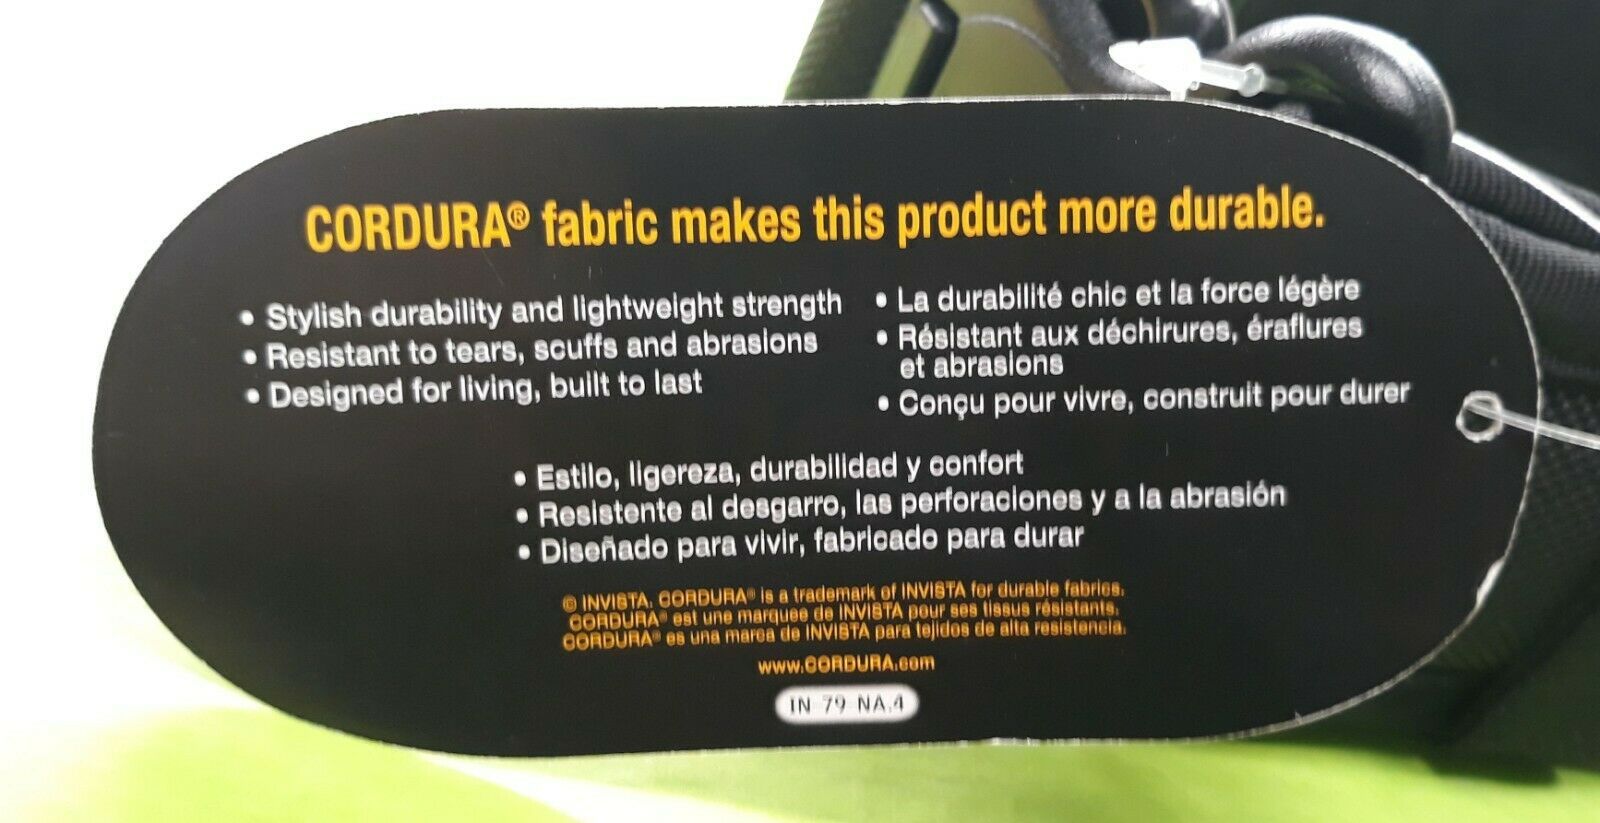 CORDURA® fabric makes this product more durable.
• Stylish durability and lightweight strength
• Resistant to tears, scuffs and abrasions
• Designed for living, built to last
• La durabilité chic et la force légère
• Résistant aux déchirures, éraflures
et abrasions
• Conçu pour vivre, construit pour durer
• Estilo, ligereza, durabilidad y confort
• Resistente al desgarro, las perforaciones y a la abrasión
• Diseñado para vivir, fabricado para durar
© INVISTA. CORDURA® is a trademark of INVISTA for durable fabrics.
CORDURA® est une marquee de INVISTA pour ses tissus résistants.
CORDURA® es una marca de INVISTA para tejidos de alta resistencia.
www.CORDURA.com
IN 79 NA.4